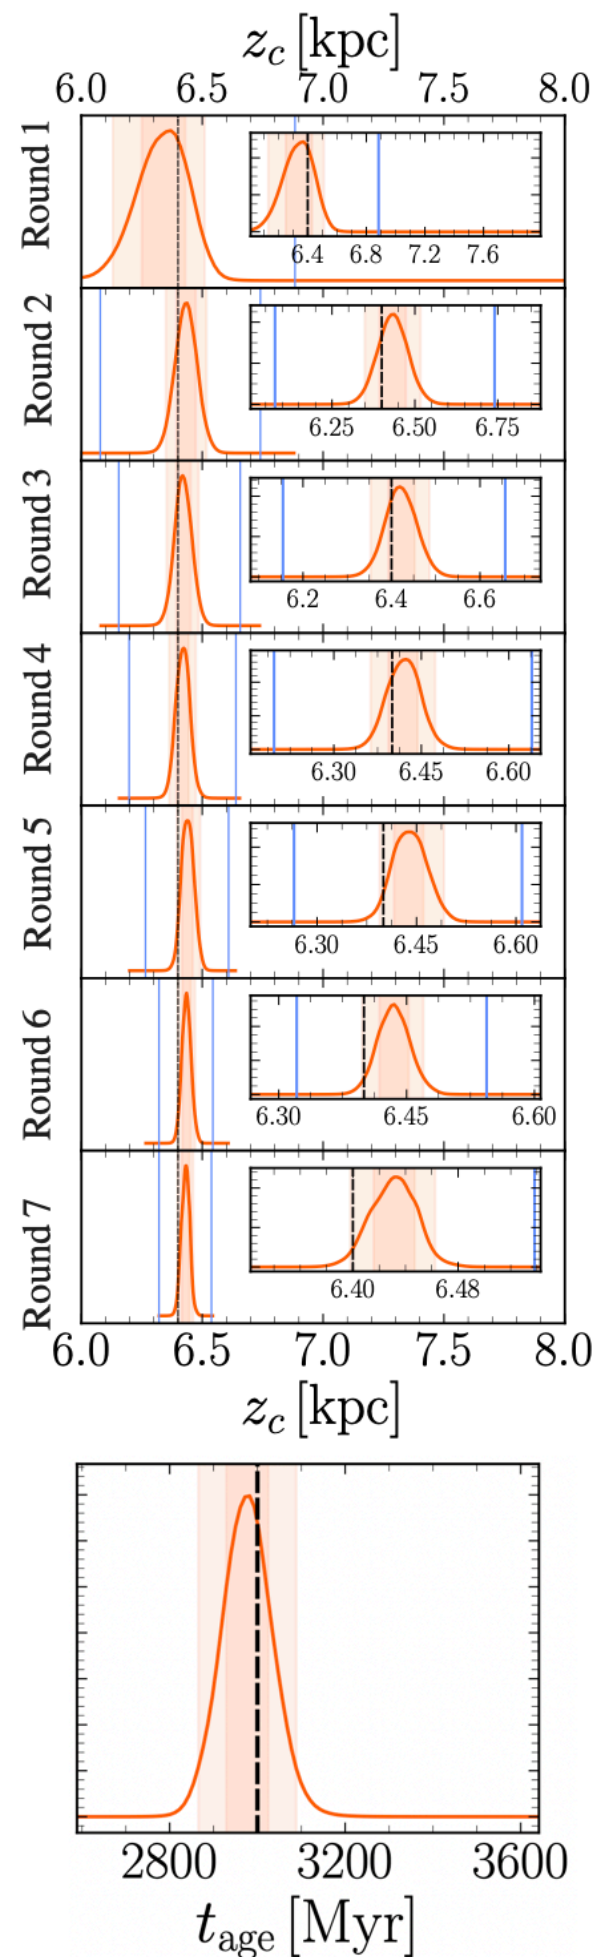 z_c [kpc]
6.0 6.5 7.0 7.5 8.0
Round 1
6.4 6.8 7.2 7.6
Round 2
6.25 6.50 6.75
Round 3
6.2 6.4 6.6
Round 4
6.30 6.45 6.60
Round 5
6.30 6.45 6.60
Round 6
6.30 6.45 6.60
Round 7
6.40 6.48
6.0 6.5 7.0 7.5 8.0
z_c [kpc]
2800 3200 3600
t_age [Myr]